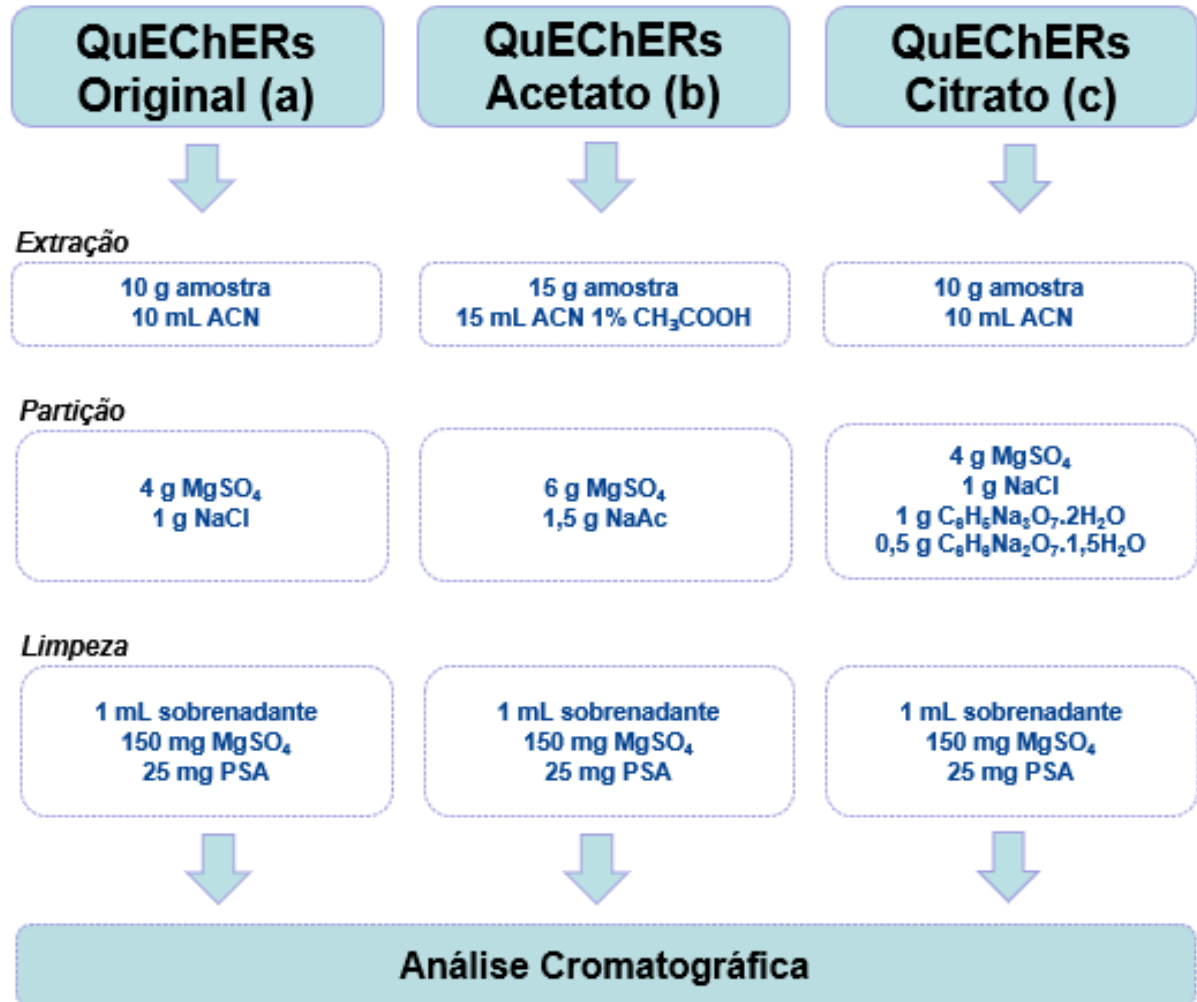 QuEChERs
Original (a)
QuEChERs
Acetato (b)
QuEChERs
Citrato (c)
Extração
10 g amostra
10 mL ACN
15 g amostra
15 mL ACN 1% CH₃COOH
10 g amostra
10 mL ACN
Partição
4 g MgSO₄
1 g NaCl
6 g MgSO₄
1,5 g NaAc
4 g MgSO₄
1 g NaCl
1 g C₆H₅Na₃O₇.2H₂O
0,5 g C₆H₆Na₂O₇.1,5H₂O
Limpeza
1 mL sobrenadante
150 mg MgSO₄
25 mg PSA
1 mL sobrenadante
150 mg MgSO₄
25 mg PSA
1 mL sobrenadante
150 mg MgSO₄
25 mg PSA
Análise Cromatográfica